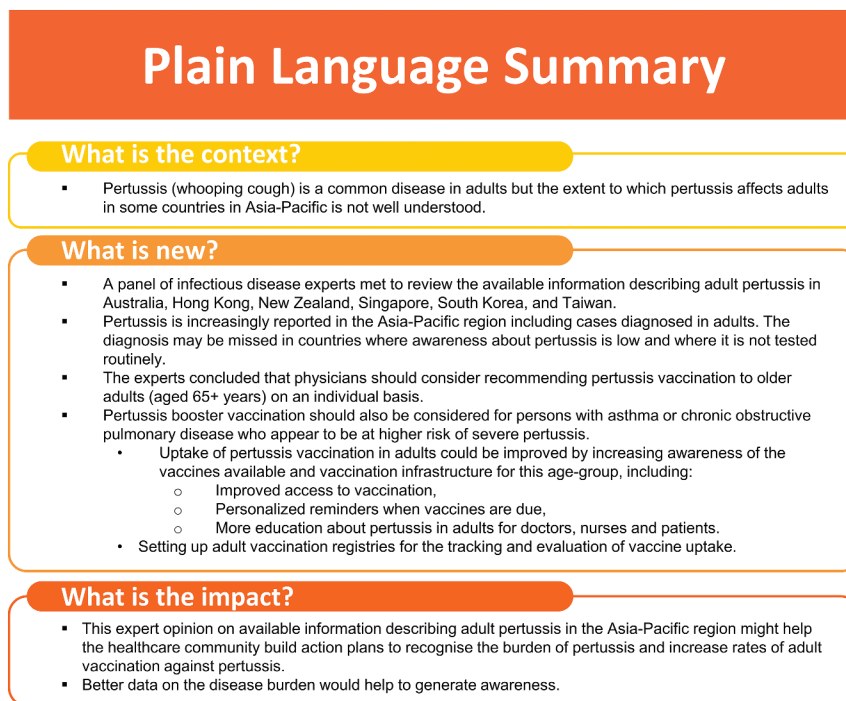 Plain Language Summary
What is the context?
▪ Pertussis (whooping cough) is a common disease in adults but the extent to which pertussis affects adults
in some countries in Asia-Pacific is not well understood.
What is new?
▪ A panel of infectious disease experts met to review the available information describing adult pertussis in
Australia, Hong Kong, New Zealand, Singapore, South Korea, and Taiwan.
▪ Pertussis is increasingly reported in the Asia-Pacific region including cases diagnosed in adults. The
diagnosis may be missed in countries where awareness about pertussis is low and where it is not tested
routinely.
▪ The experts concluded that physicians should consider recommending pertussis vaccination to older
adults (aged 65+ years) on an individual basis.
▪ Pertussis booster vaccination should also be considered for persons with asthma or chronic obstructive
pulmonary disease who appear to be at higher risk of severe pertussis.
• Uptake of pertussis vaccination in adults could be improved by increasing awareness of the
vaccines available and vaccination infrastructure for this age-group, including:
o Improved access to vaccination,
o Personalized reminders when vaccines are due,
o More education about pertussis in adults for doctors, nurses and patients.
• Setting up adult vaccination registries for the tracking and evaluation of vaccine uptake.
What is the impact?
▪ This expert opinion on available information describing adult pertussis in the Asia-Pacific region might help
the healthcare community build action plans to recognise the burden of pertussis and increase rates of adult
vaccination against pertussis.
▪ Better data on the disease burden would help to generate awareness.